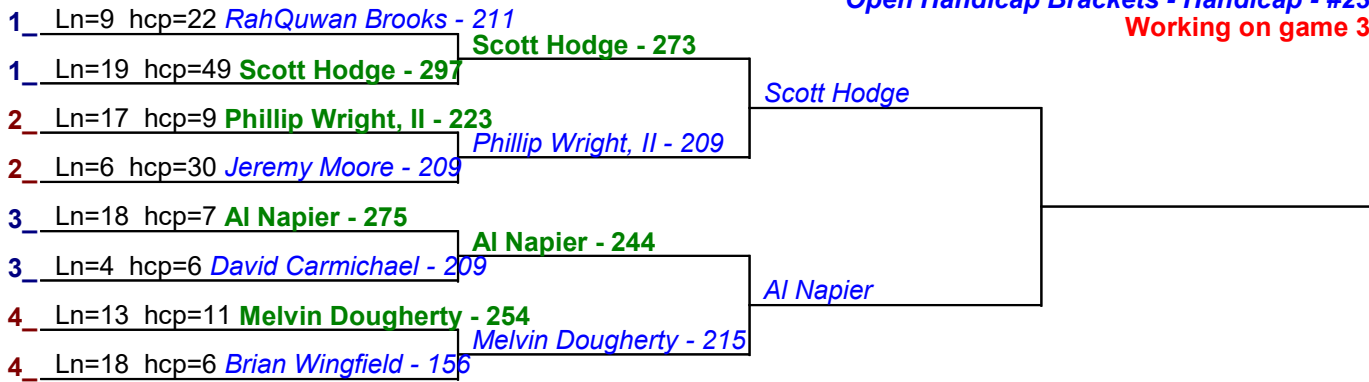 Open Handicap Brackets - Handicap - #23
Working on game 3
1_ Ln=9 hcp=22 RahQuwan Brooks - 211
Scott Hodge - 273
1_ Ln=19 hcp=49 Scott Hodge - 297
Scott Hodge
2_ Ln=17 hcp=9 Phillip Wright, II - 223
Phillip Wright, II - 209
2_ Ln=6 hcp=30 Jeremy Moore - 209
3_ Ln=18 hcp=7 Al Napier - 275
Al Napier - 244
3_ Ln=4 hcp=6 David Carmichael - 209
Al Napier
4_ Ln=13 hcp=11 Melvin Dougherty - 254
Melvin Dougherty - 215
4_ Ln=18 hcp=6 Brian Wingfield - 156